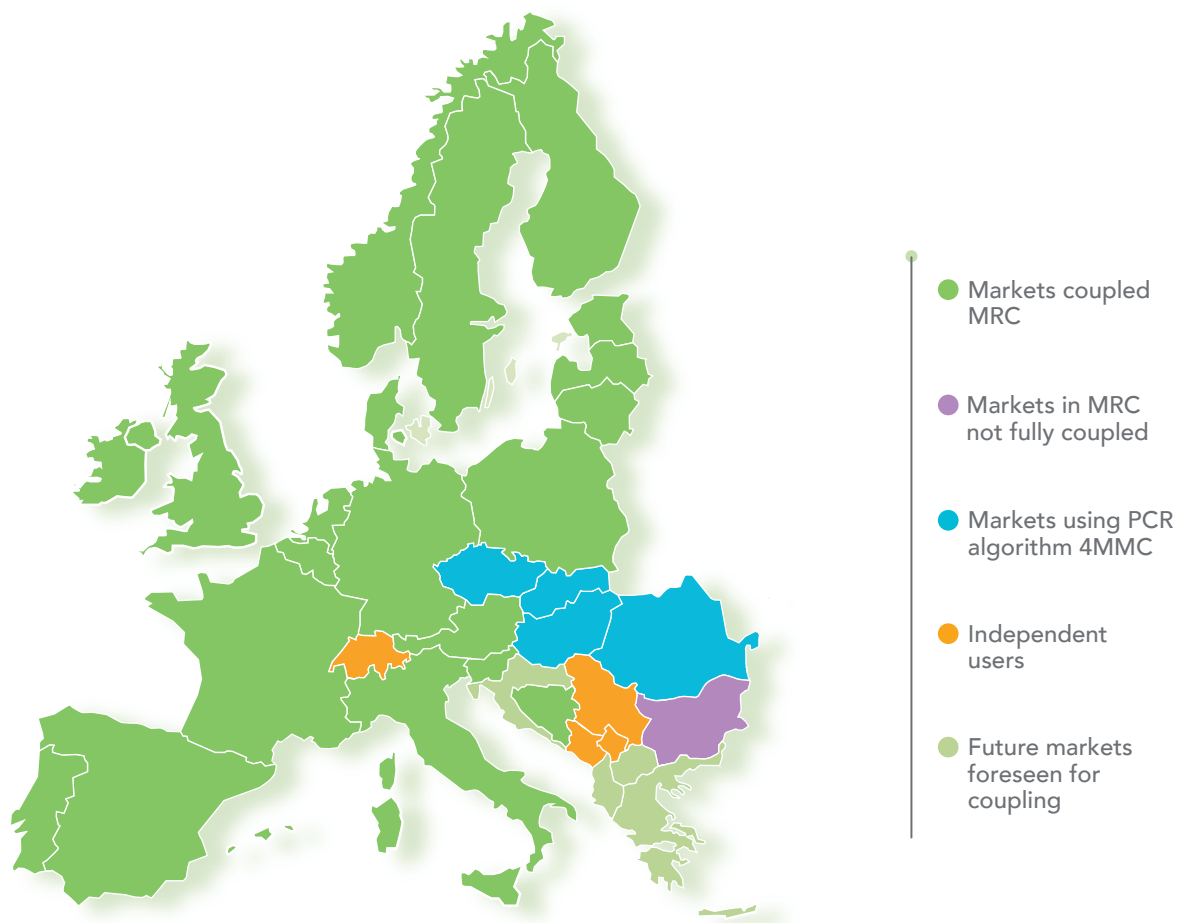 Markets coupled
MRC
Markets in MRC
not fully coupled
Markets using PCR
algorithm 4MMC
Independent
users
Future markets
foreseen for
coupling